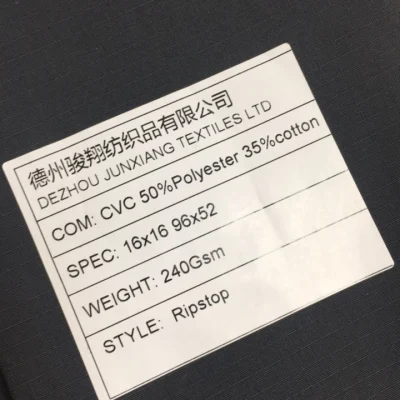 德州骏翔纺织品有限公司
DEZHOU JUNXIANG TEXTILES LTD
COM: CVC 50%Polyester 35%cotton
SPEC: 16x16 96x52
WEIGHT: 240Gsm
STYLE: Ripstop